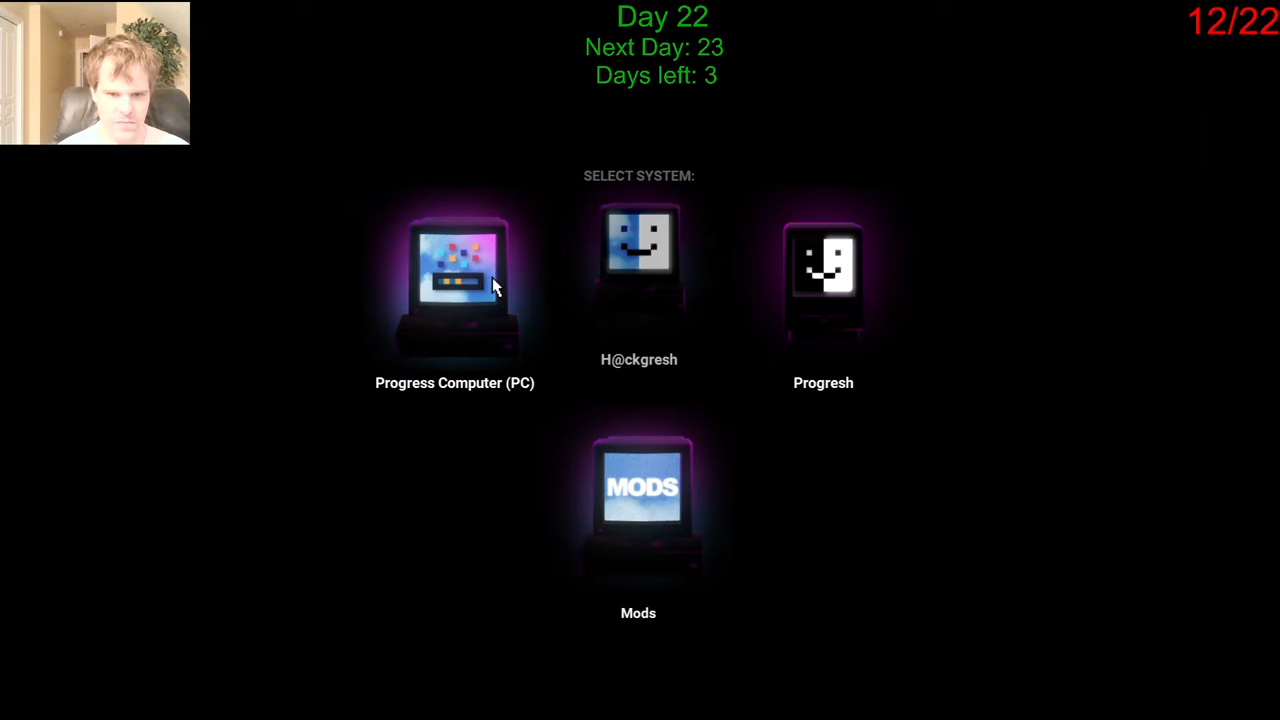 Day 22
Next Day: 23
Days left: 3
12/22
SELECT SYSTEM:
H@ckgresh
Progress Computer (PC)
Progresh
MODS
Mods